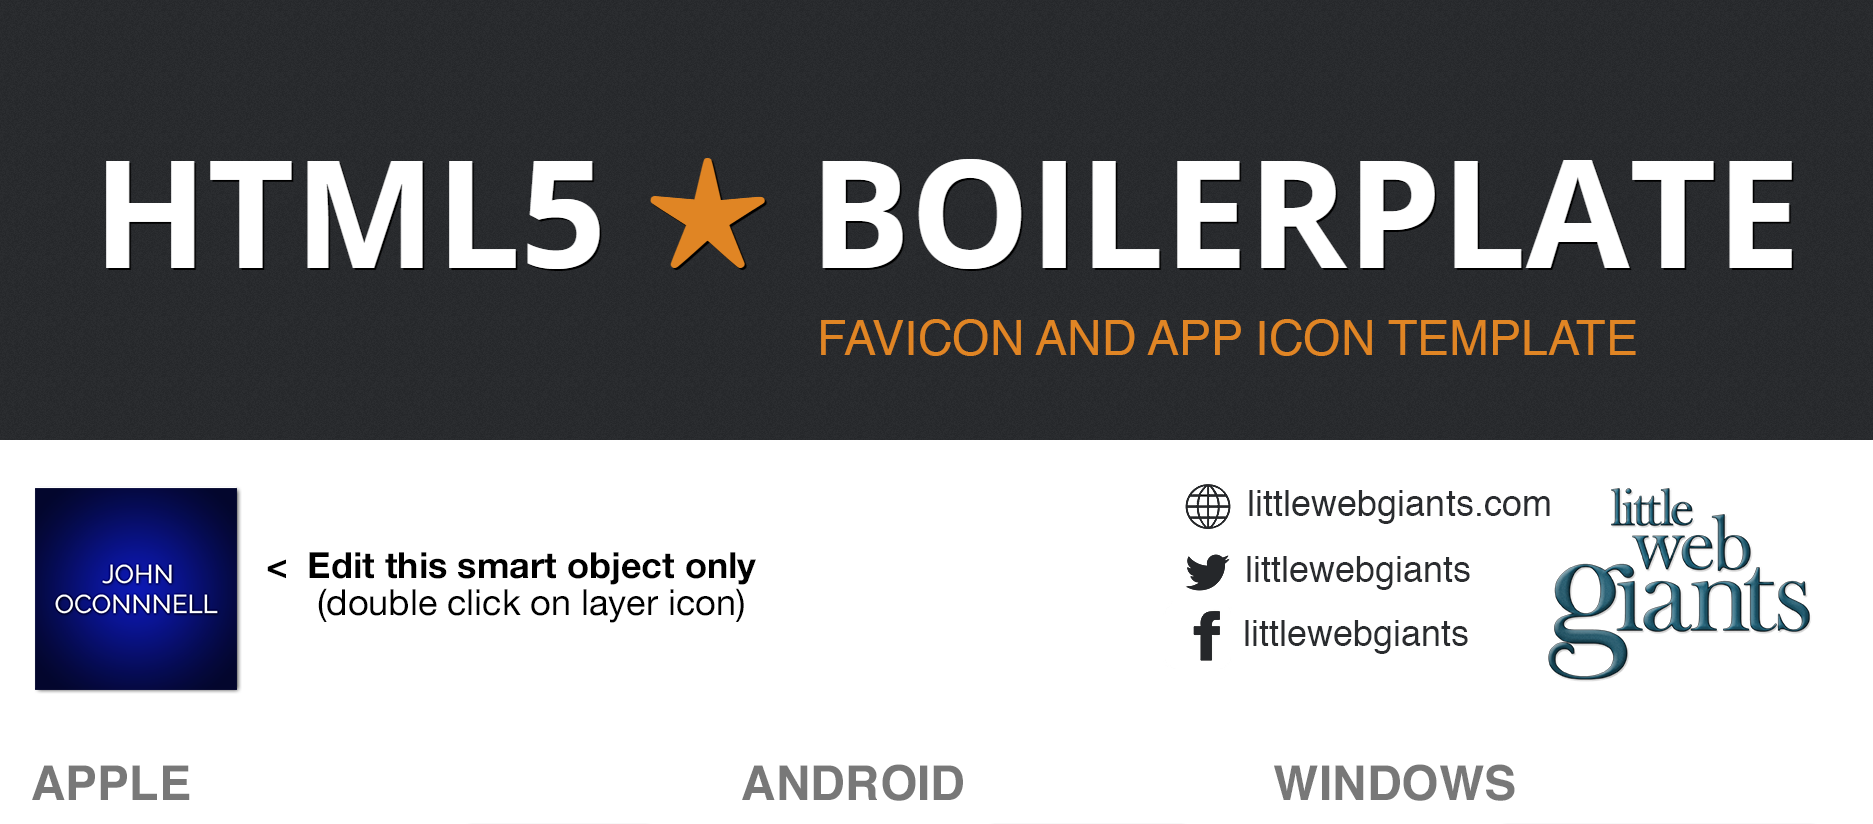 HTML5 ★ BOILERPLATE
FAVICON AND APP ICON TEMPLATE
JOHN
OCONNNELL
< Edit this smart object only
(double click on layer icon)
littlewebgiants.com
littlewebgiants
littlewebgiants
little
web
giants
APPLE
ANDROID
WINDOWS